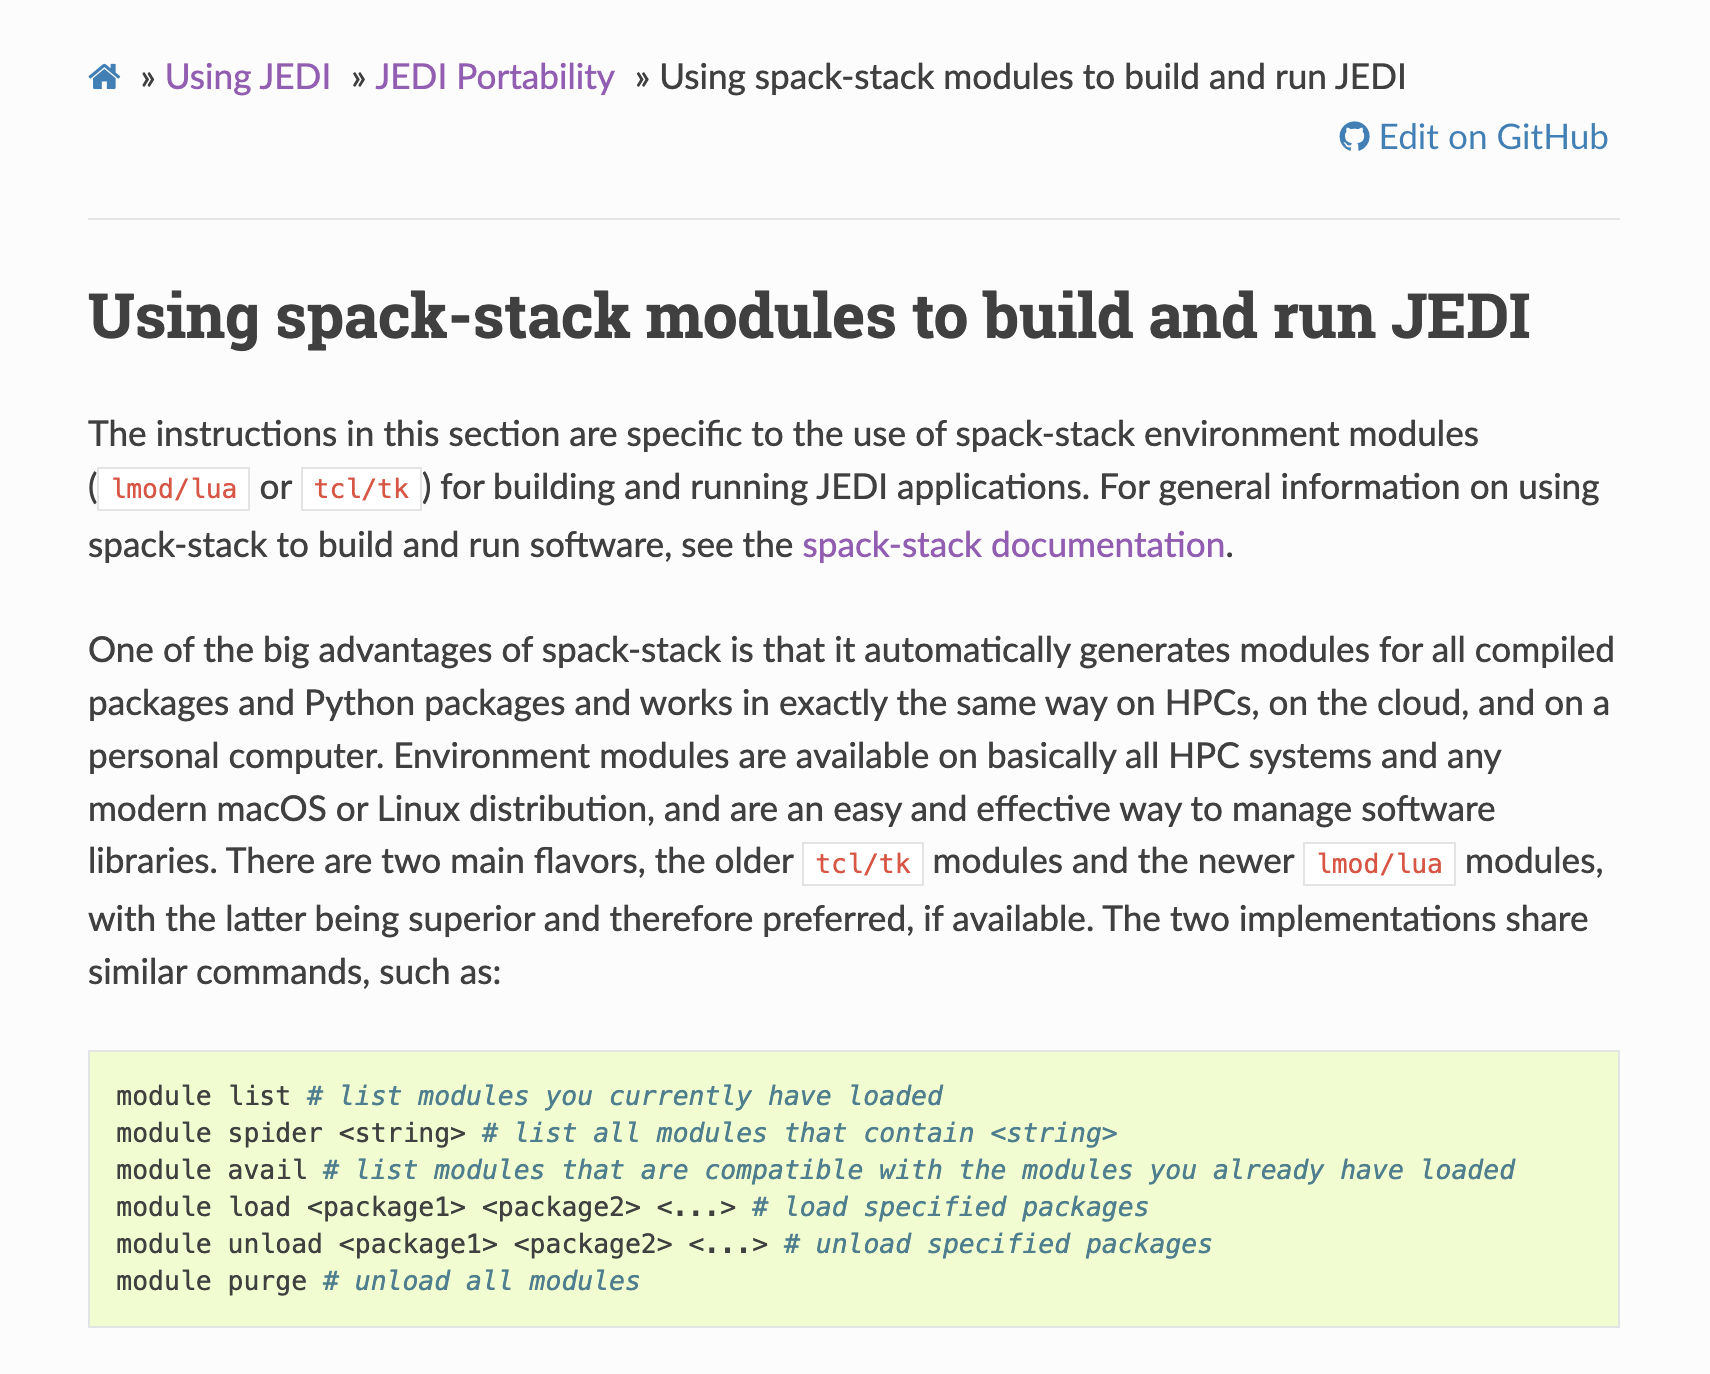 » Using JEDI » JEDI Portability » Using spack-stack modules to build and run JEDI
Edit on GitHub
Using spack-stack modules to build and run JEDI
The instructions in this section are specific to the use of spack-stack environment modules
(lmod/lua or tcl/tk) for building and running JEDI applications. For general information on using
spack-stack to build and run software, see the spack-stack documentation.
One of the big advantages of spack-stack is that it automatically generates modules for all compiled
packages and Python packages and works in exactly the same way on HPCs, on the cloud, and on a
personal computer. Environment modules are available on basically all HPC systems and any
modern macOS or Linux distribution, and are an easy and effective way to manage software
libraries. There are two main flavors, the older tcl/tk modules and the newer lmod/lua modules,
with the latter being superior and therefore preferred, if available. The two implementations share
similar commands, such as:
module list # list modules you currently have loaded
module spider <string> # list all modules that contain <string>
module avail # list modules that are compatible with the modules you already have loaded
module load <package1> <package2> <...> # load specified packages
module unload <package1> <package2> <...> # unload specified packages
module purge # unload all modules